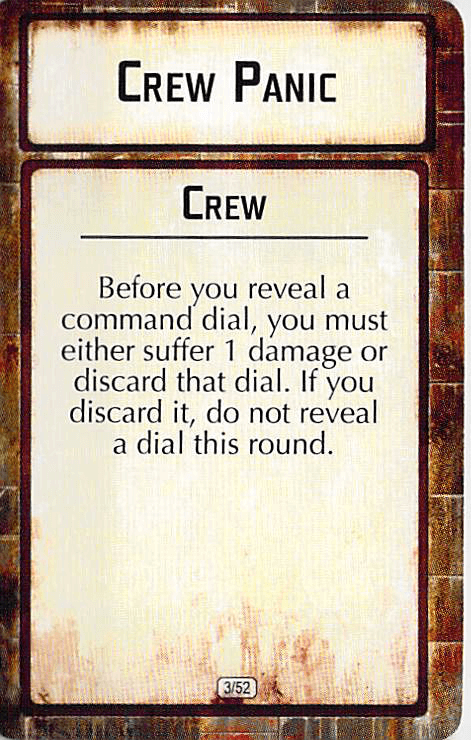 Crew Panic
Crew
Before you reveal a
command dial, you must
either suffer 1 damage or
discard that dial. If you
discard it, do not reveal
a dial this round.
3/52